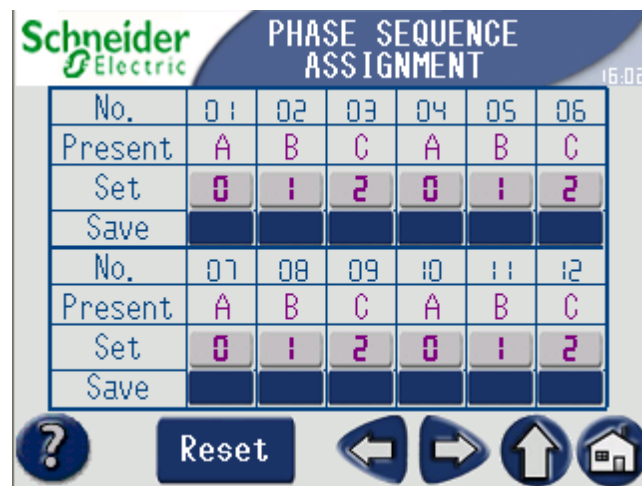 Schneider Electric
PHASE SEQUENCE
ASSIGNMENT
No. 01 02 03 04 05 06
Present A B C A B C
Set 0 1 2 0 1 2
Save
No. 07 08 09 10 11 12
Present A B C A B C
Set 0 1 2 0 1 2
Save
? Reset